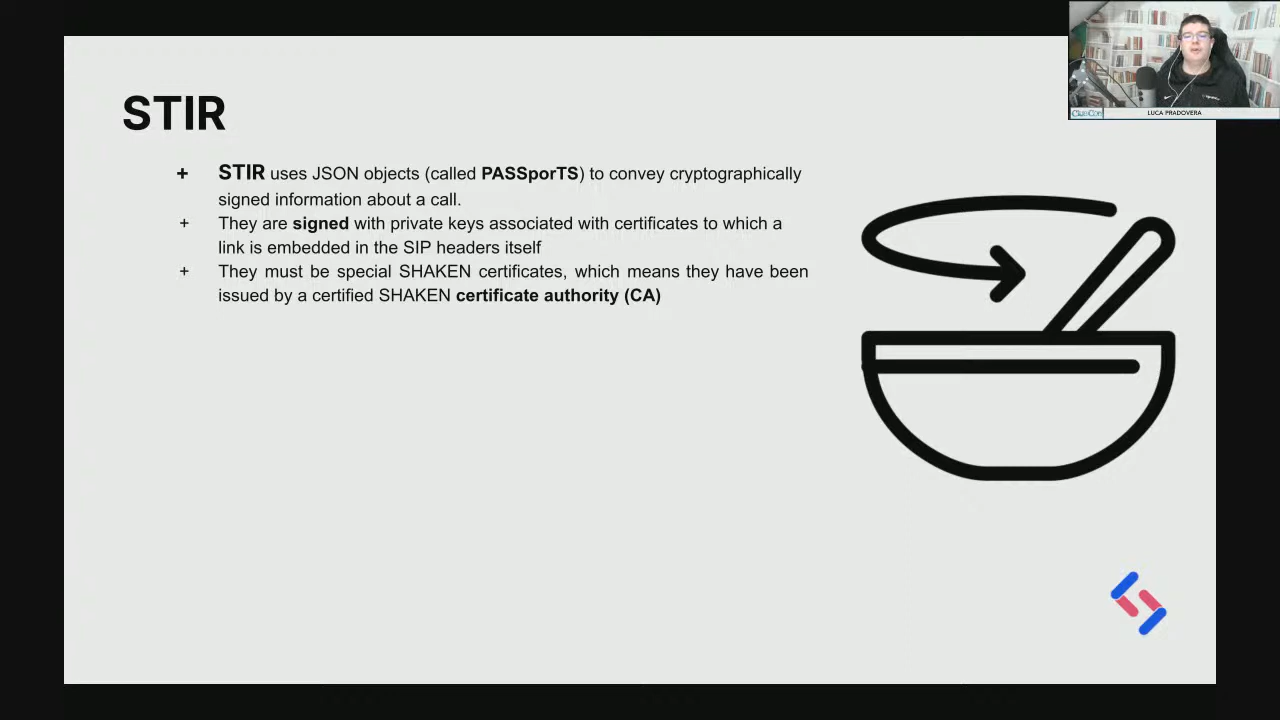 STIR
+ STIR uses JSON objects (called PASSporTS) to convey cryptographically
signed information about a call.
+ They are signed with private keys associated with certificates to which a
link is embedded in the SIP headers itself
+ They must be special SHAKEN certificates, which means they have been
issued by a certified SHAKEN certificate authority (CA)
ClueCon
LUCA PRADOVERA